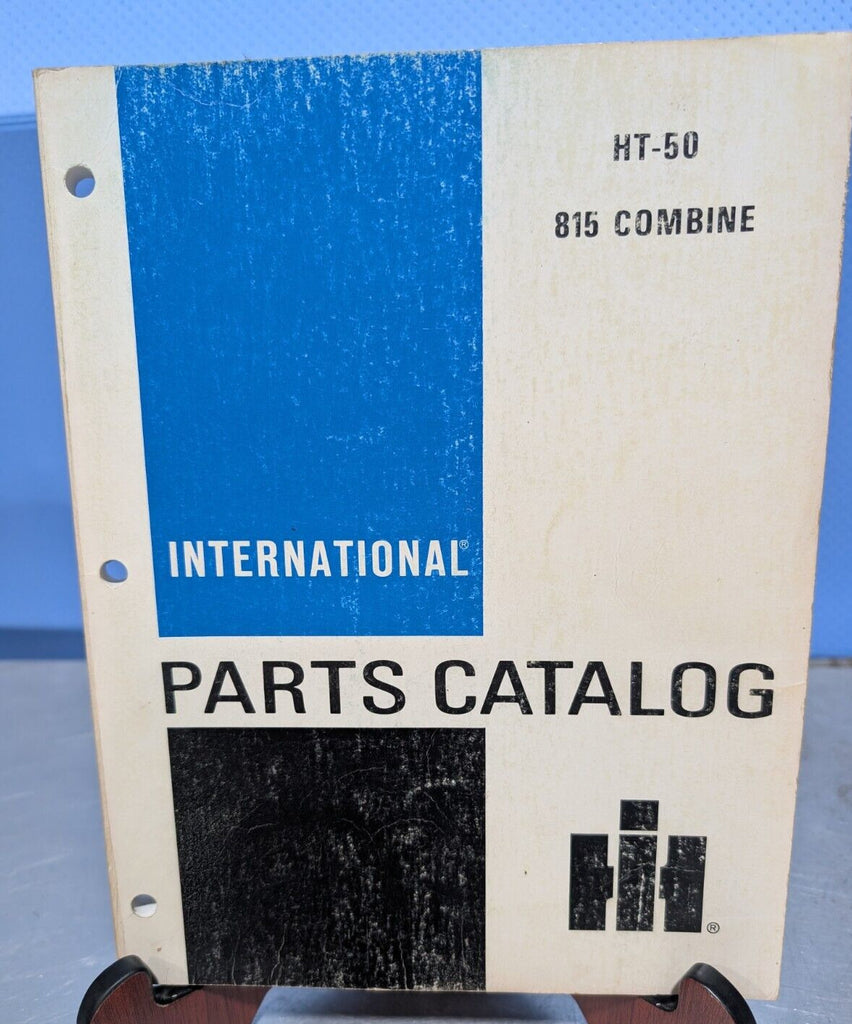 HT-50
815 COMBINE
INTERNATIONAL®
PARTS CATALOG
IH®